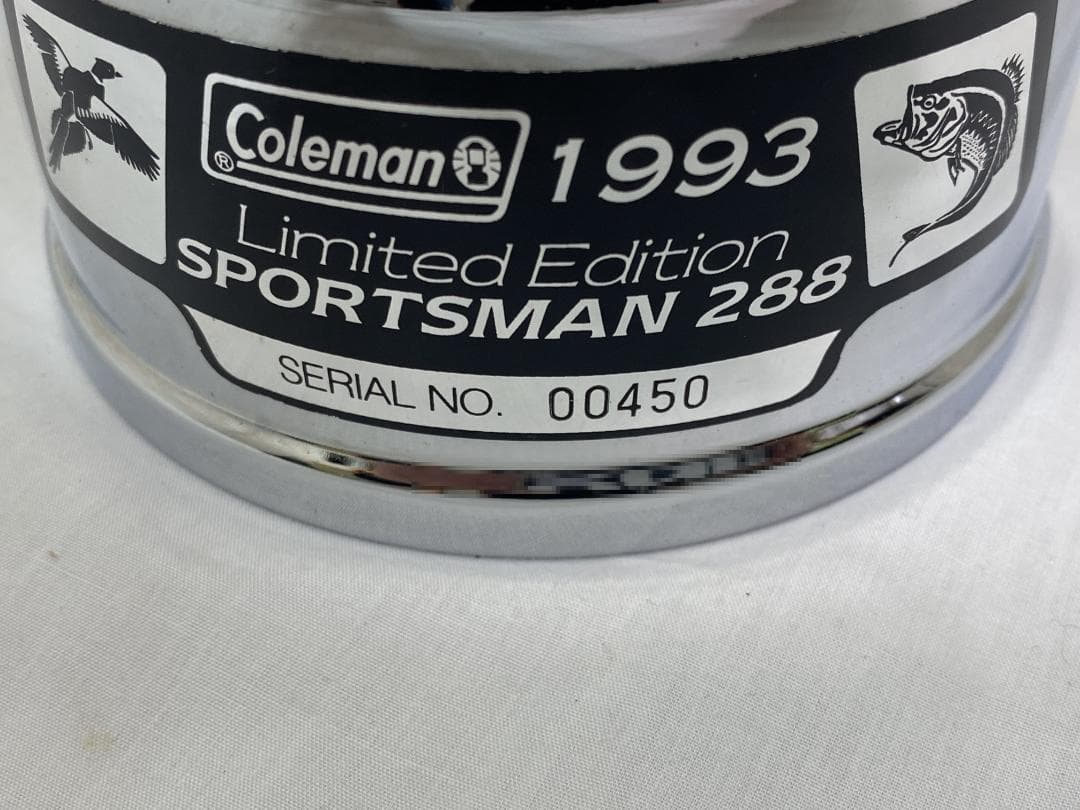 ® Coleman 1993
Limited Edition
SPORTSMAN 288
SERIAL NO. 00450